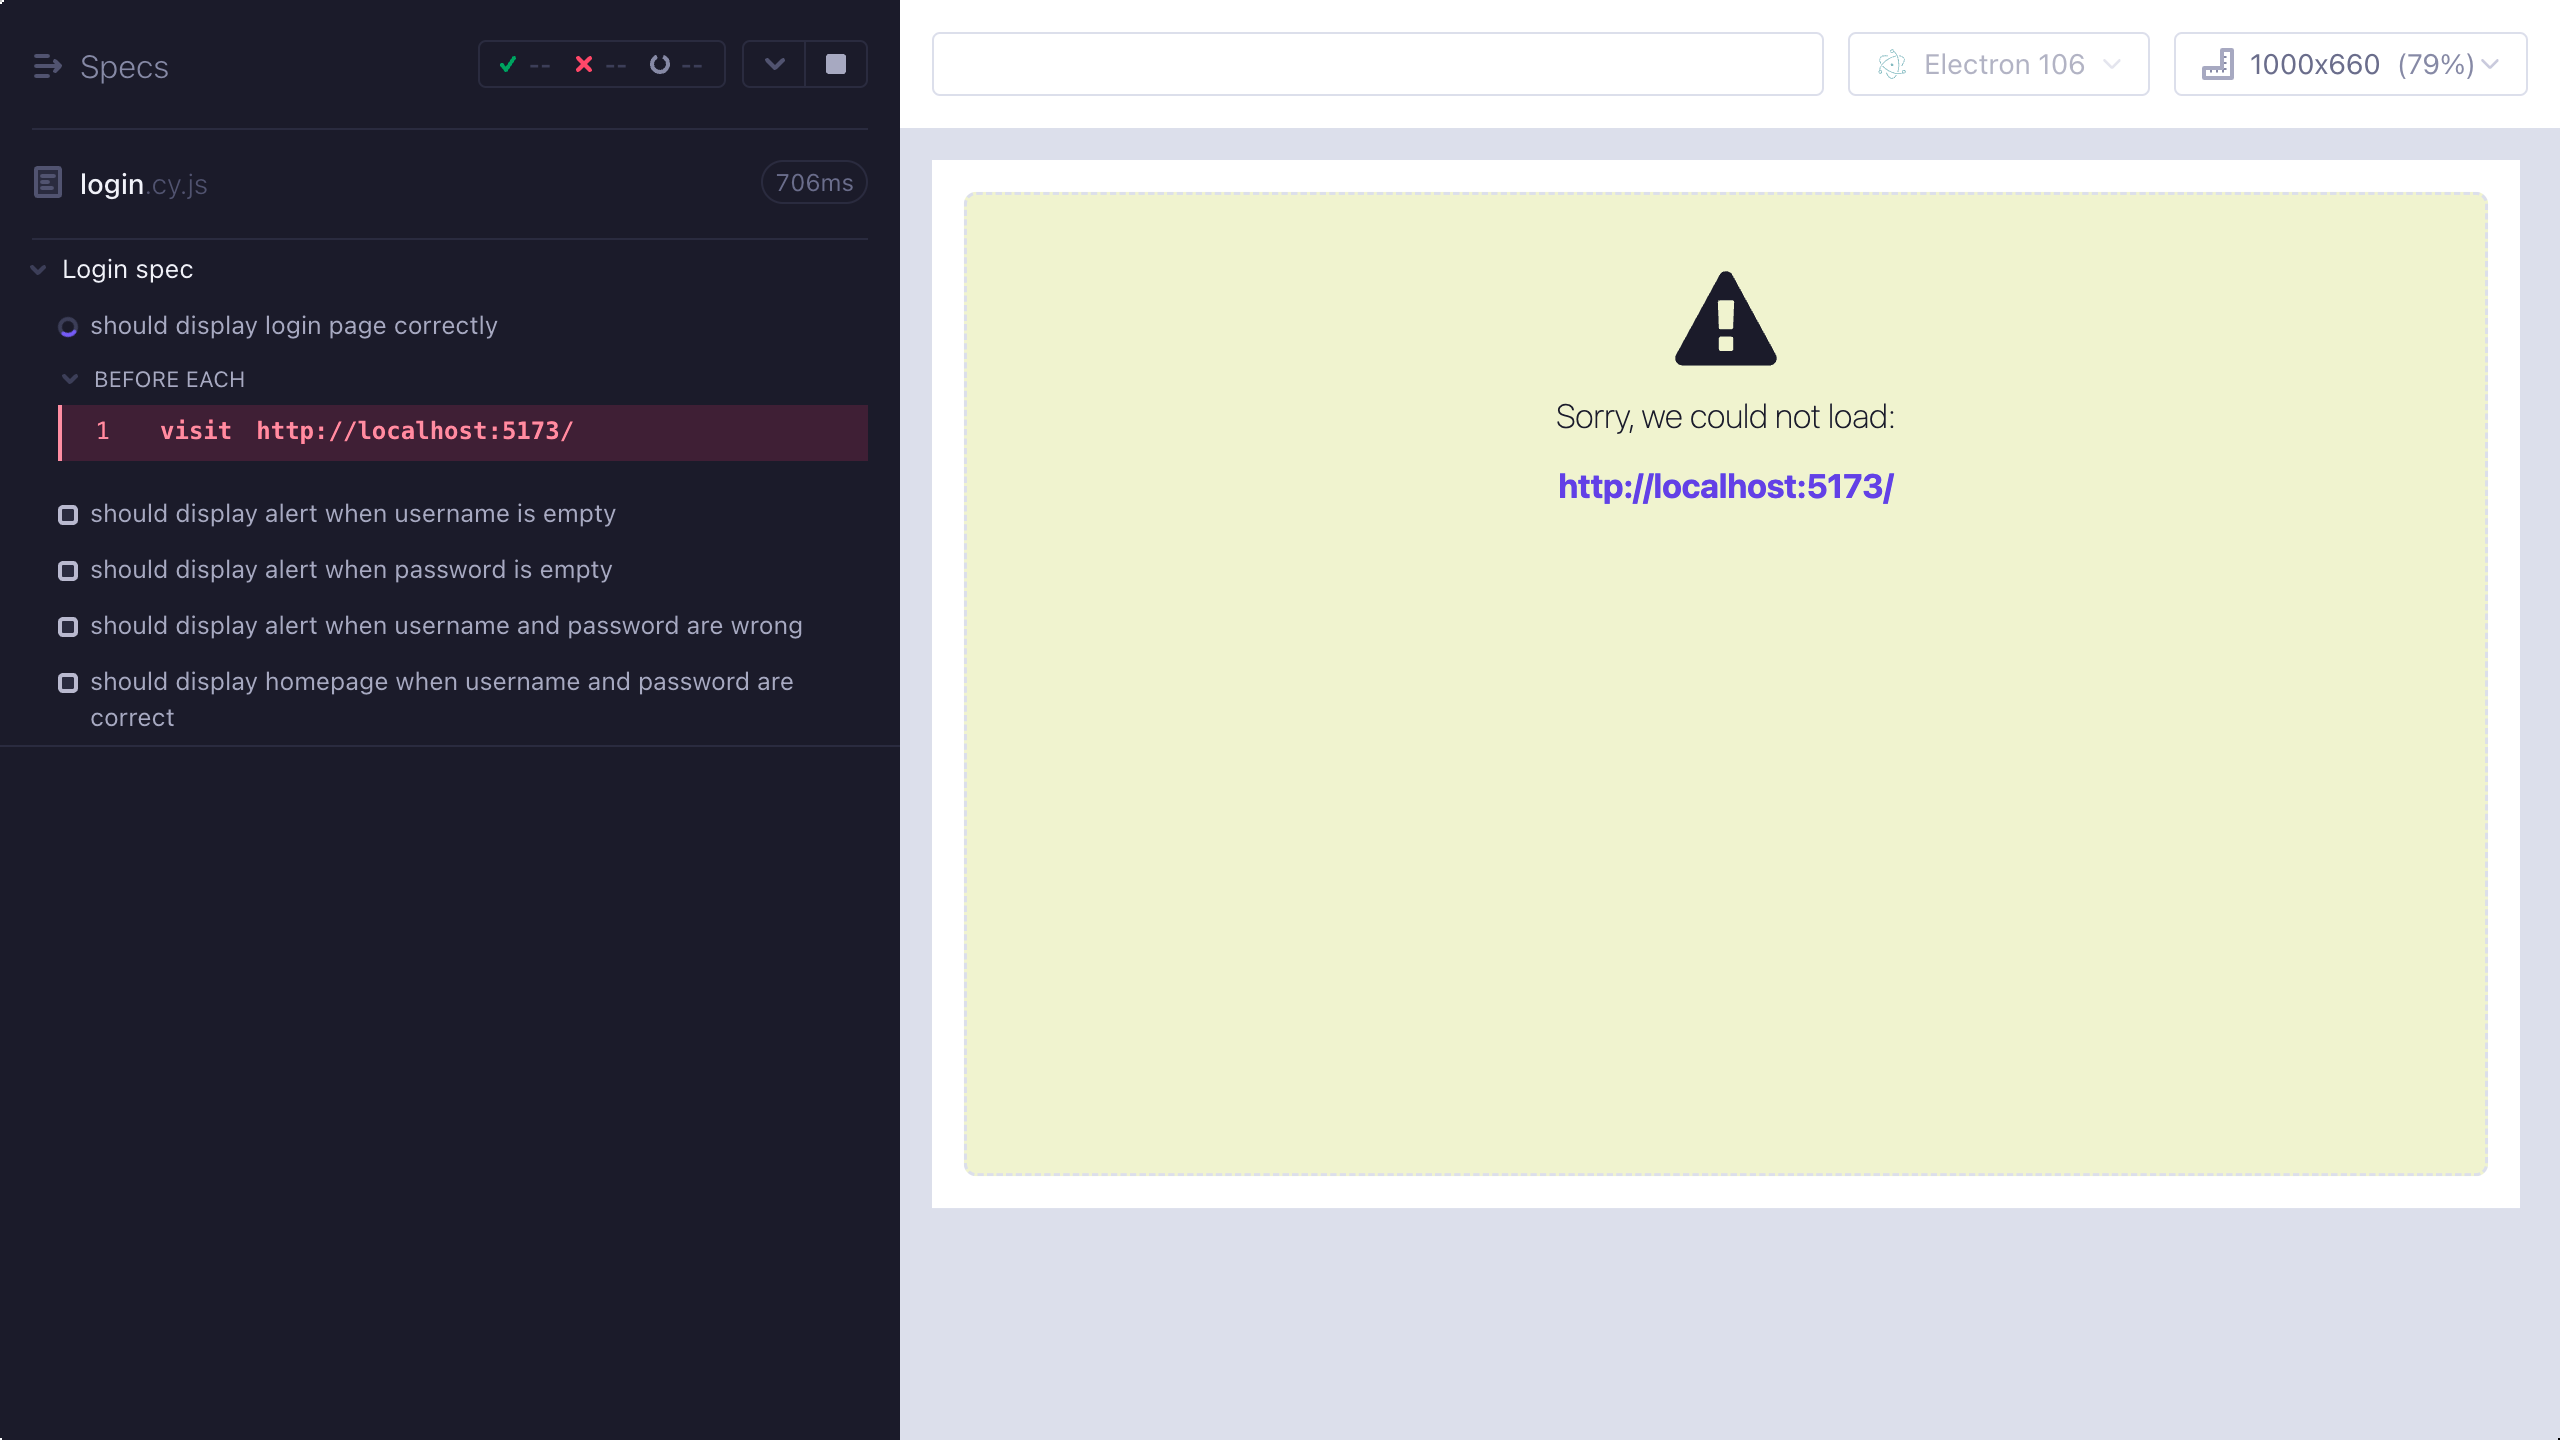 Specs
-- -- --
login.cy.js
706ms
Login spec
should display login page correctly
BEFORE EACH
1 visit http://localhost:5173/
should display alert when username is empty
should display alert when password is empty
should display alert when username and password are wrong
should display homepage when username and password are
correct
Electron 106
1000x660 (79%)
Sorry, we could not load:
http://localhost:5173/